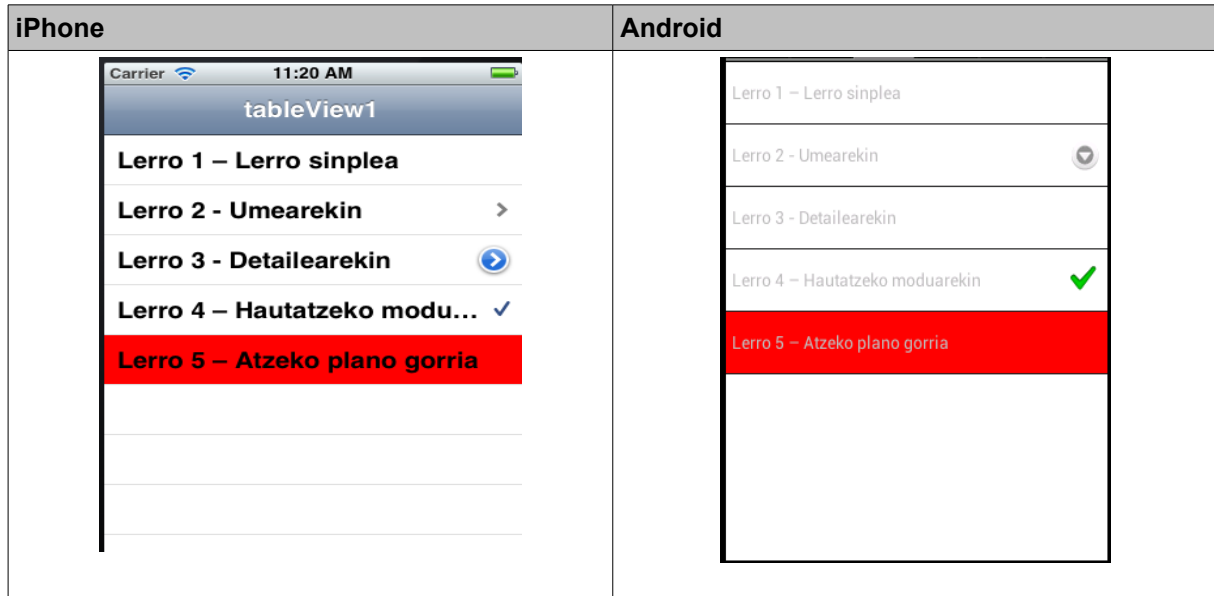 iPhone
Android
Carrier 11:20 AM
tableView1
Lerro 1 – Lerro sinplea
Lerro 2 - Umearekin
Lerro 3 - Detailearekin
Lerro 4 – Hautatzeko modu...
Lerro 5 – Atzeko plano gorria
Lerro 1 – Lerro sinplea
Lerro 2 - Umearekin
Lerro 3 - Detailearekin
Lerro 4 – Hautatzeko moduarekin
Lerro 5 – Atzeko plano gorria